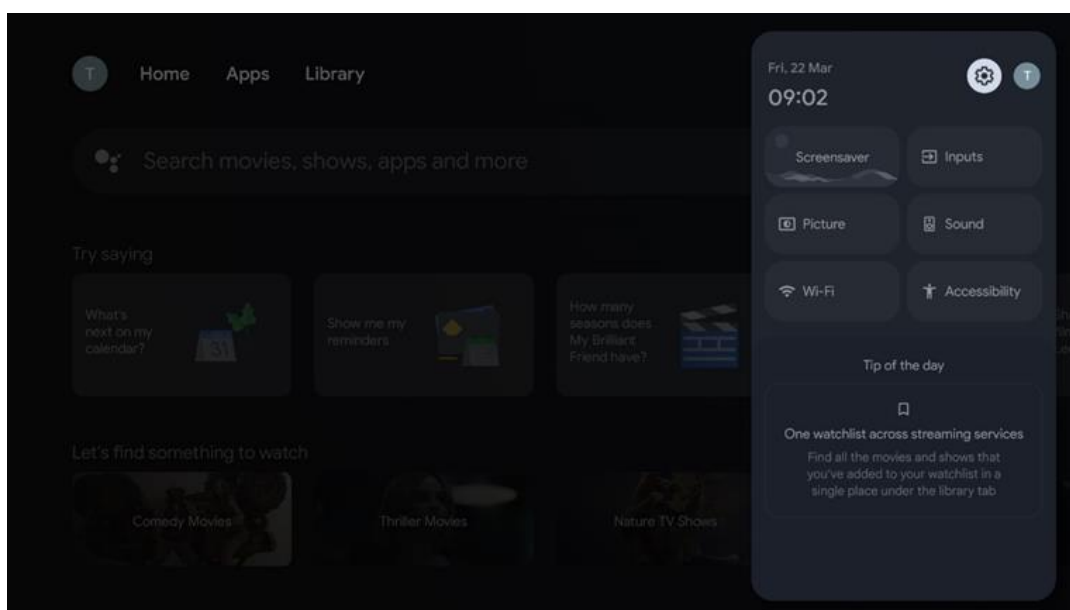 T
Home
Apps
Library
Search movies, shows, apps and more
Try saying
What's
next on my
calendar?
31
Show me my
reminders
How many
seasons does
My Brilliant
Friend have?
Let's find something to watch
Comedy Movies
Thriller Movies
Nature TV Shows
Fri, 22 Mar
09:02
T
Screensaver
Inputs
Picture
Sound
Wi-Fi
Accessibility
Tip of the day
One watchlist across streaming services
Find all the movies and shows that
you've added to your watchlist in a
single place under the library tab